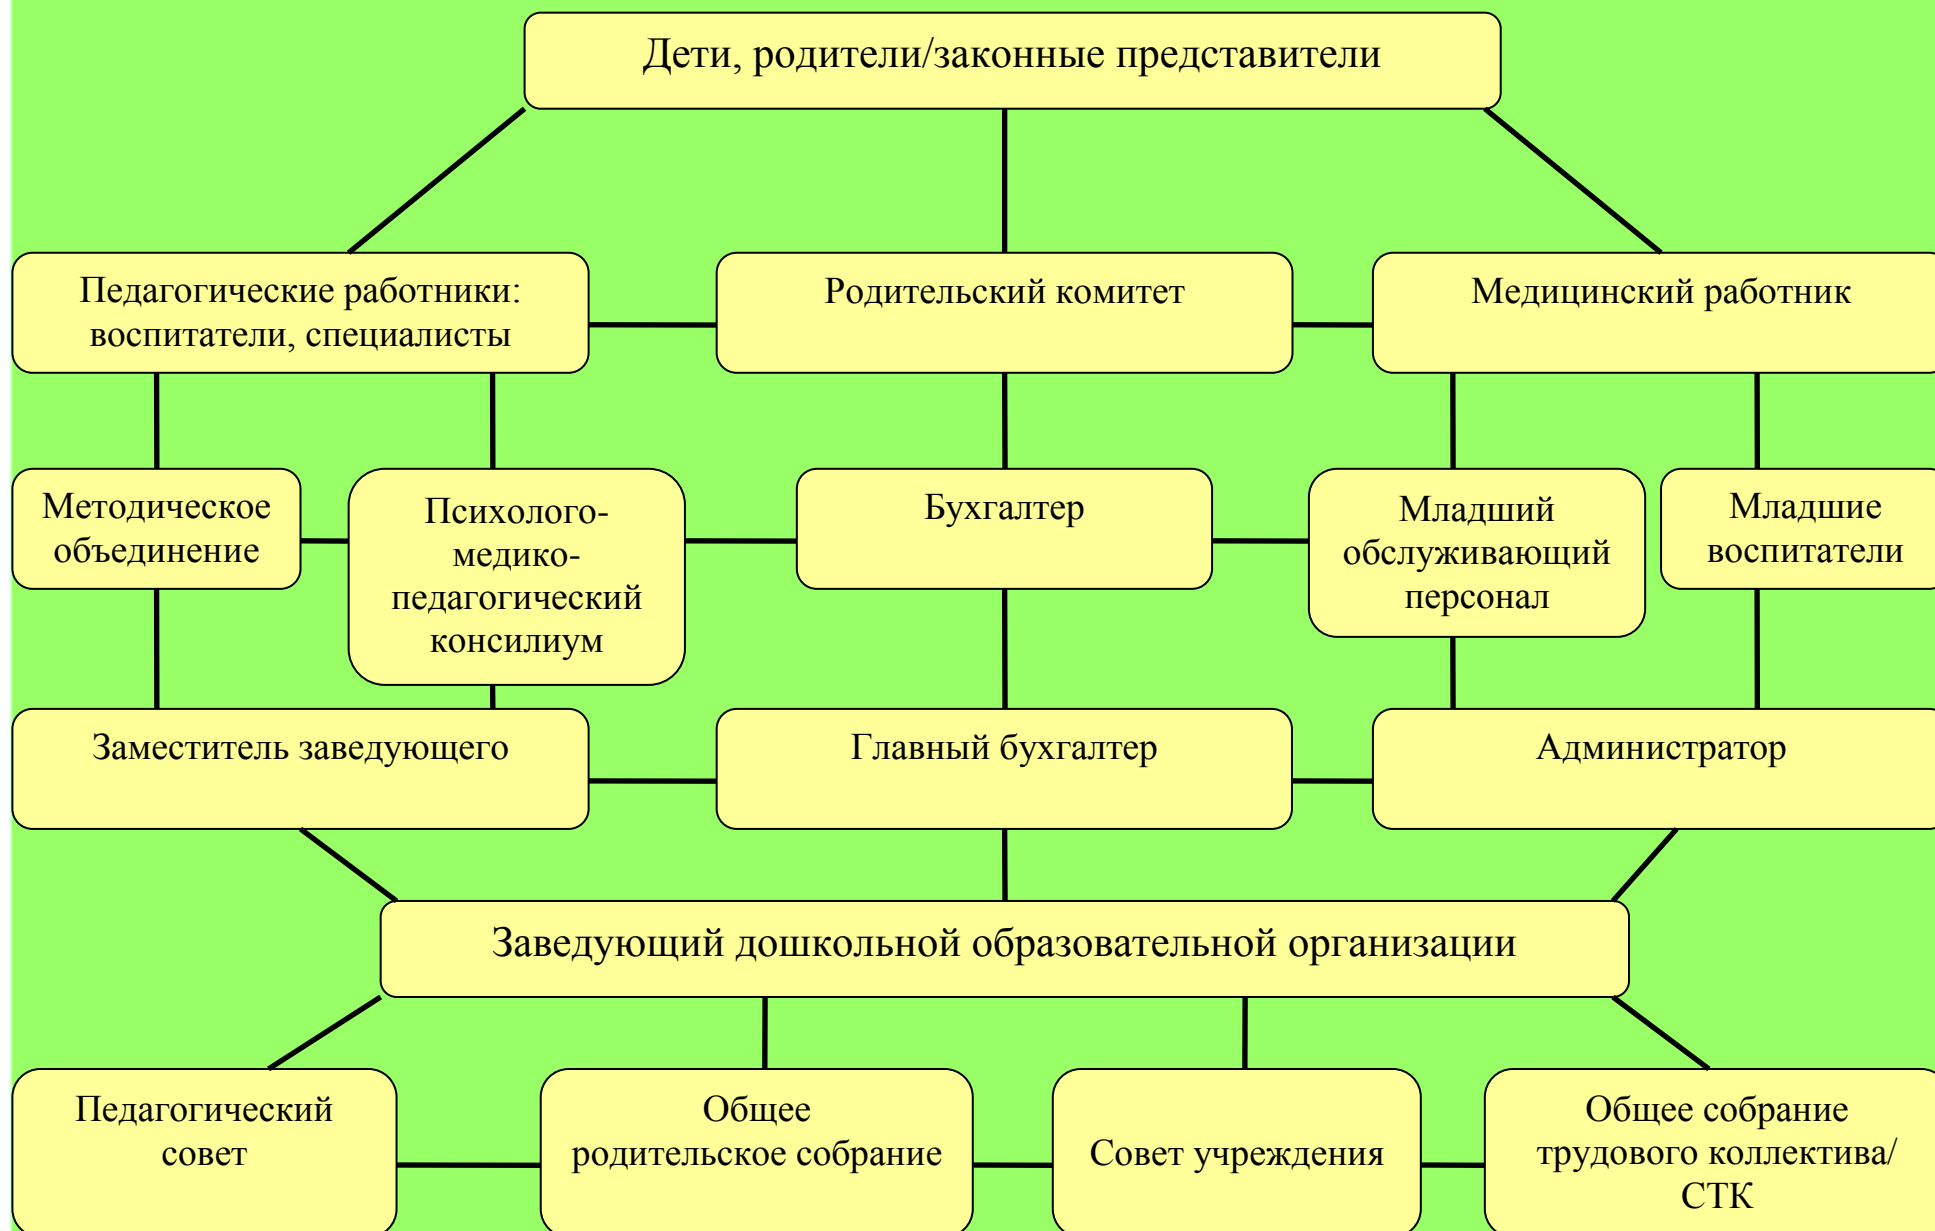 Дети, родители/законные представители
Педагогические работники:
воспитатели, специалисты
Родительский комитет
Медицинский работник
Методическое
объединение
Психолого-
медико-
педагогический
консилиум
Бухгалтер
Младший
обслуживающий
персонал
Младшие
воспитатели
Заместитель заведующего
Главный бухгалтер
Администратор
Заведующий дошкольной образовательной организации
Педагогический
совет
Общее
родительское собрание
Совет учреждения
Общее собрание
трудового коллектива/
СТК